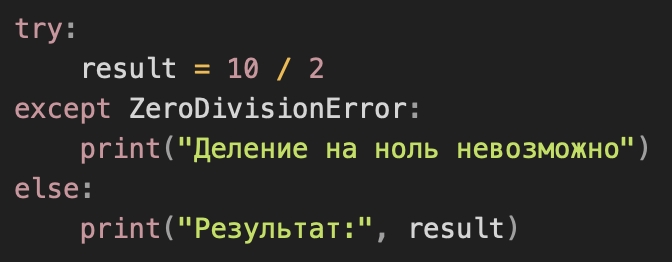 try:
    result = 10 / 2
except ZeroDivisionError:
    print("Деление на ноль невозможно")
else:
    print("Результат:", result)